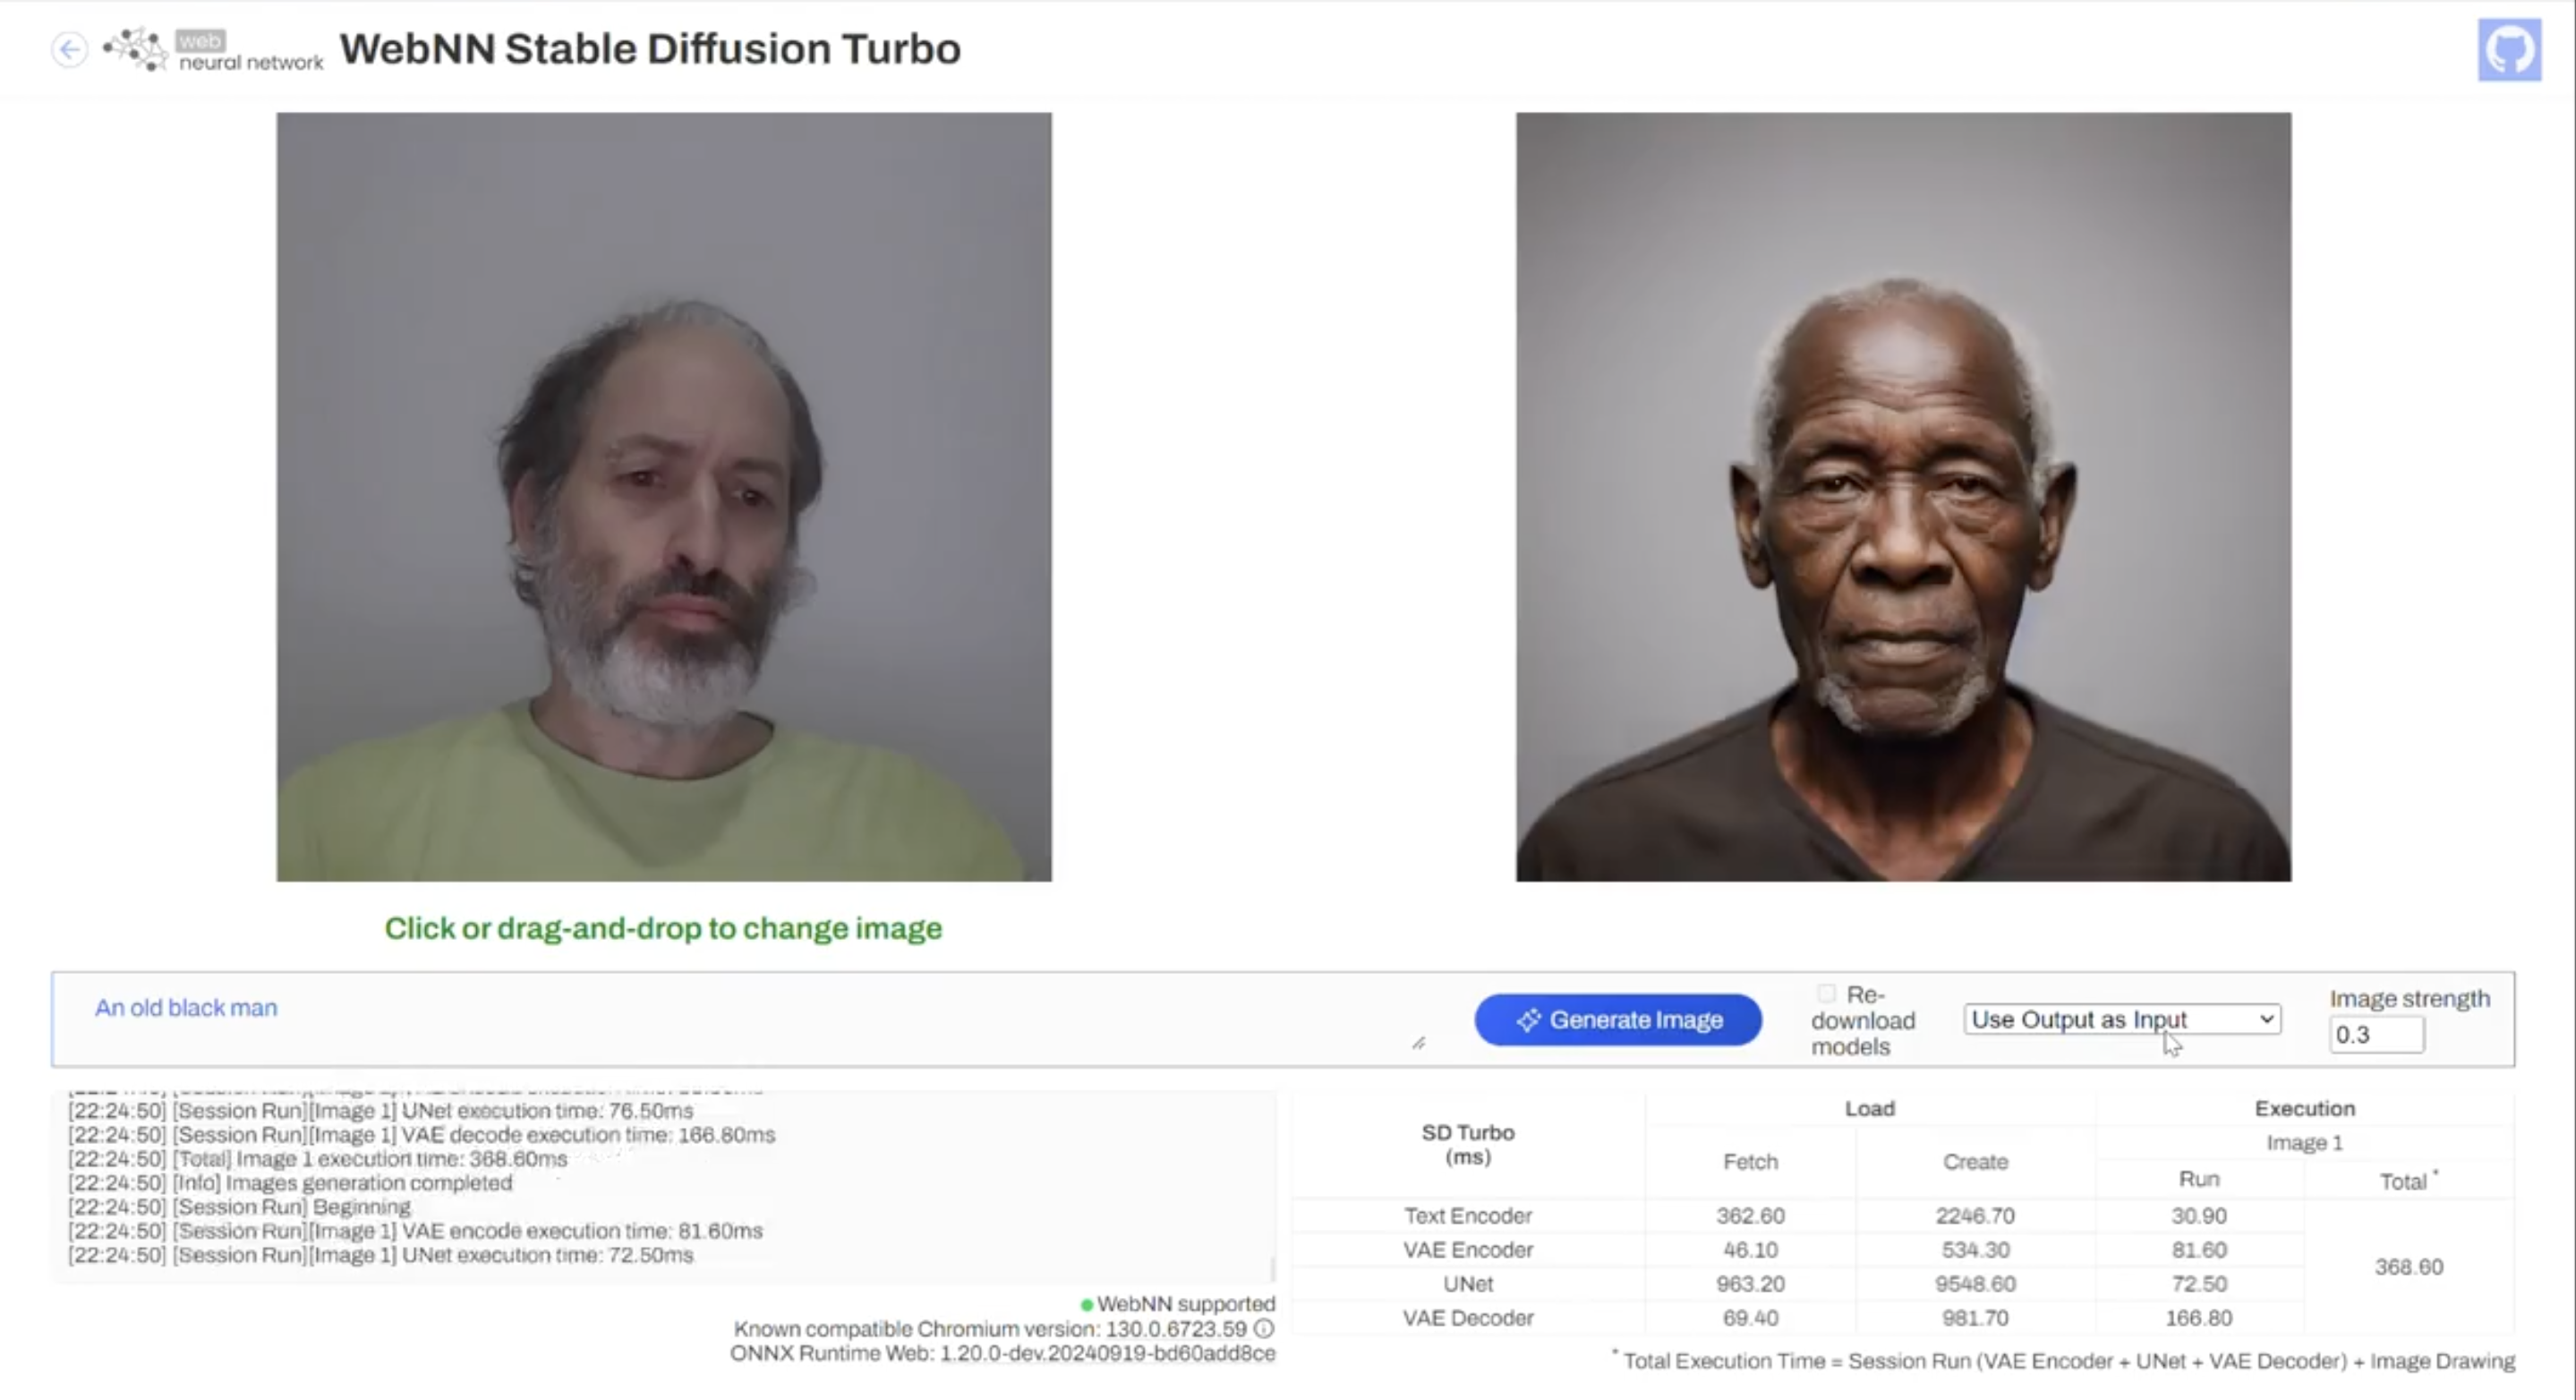 web
neural network
WebNN Stable Diffusion Turbo
Click or drag-and-drop to change image
An old black man
Generate Image
Re-
download
models
Use Output as Input
Image strength
0.3
[22:24:50] [Session Run][Image 1] UNet execution time: 76.50ms
[22:24:50] [Session Run][Image 1] VAE decode execution time: 166.80ms
[22:24:50] [Total] Image 1 execution time: 368.60ms
[22:24:50] [Info] Images generation completed
[22:24:50] [Session Run] Beginning
[22:24:50] [Session Run][Image 1] VAE encode execution time: 81.60ms
[22:24:50] [Session Run][Image 1] UNet execution time: 72.50ms
WebNN supported
Known compatible Chromium version: 130.0.6723.59
ONNX Runtime Web: 1.20.0-dev.20240919-bd60add8ce
SD Turbo
(ms)
Load
Execution
Image 1
Fetch
Create
Run
Total *
Text Encoder 362.60 2246.70 30.90
VAE Encoder 46.10 534.30 81.60
368.60
UNet 963.20 9548.60 72.50
VAE Decoder 69.40 981.70 166.80
* Total Execution Time = Session Run (VAE Encoder + UNet + VAE Decoder) + Image Drawing